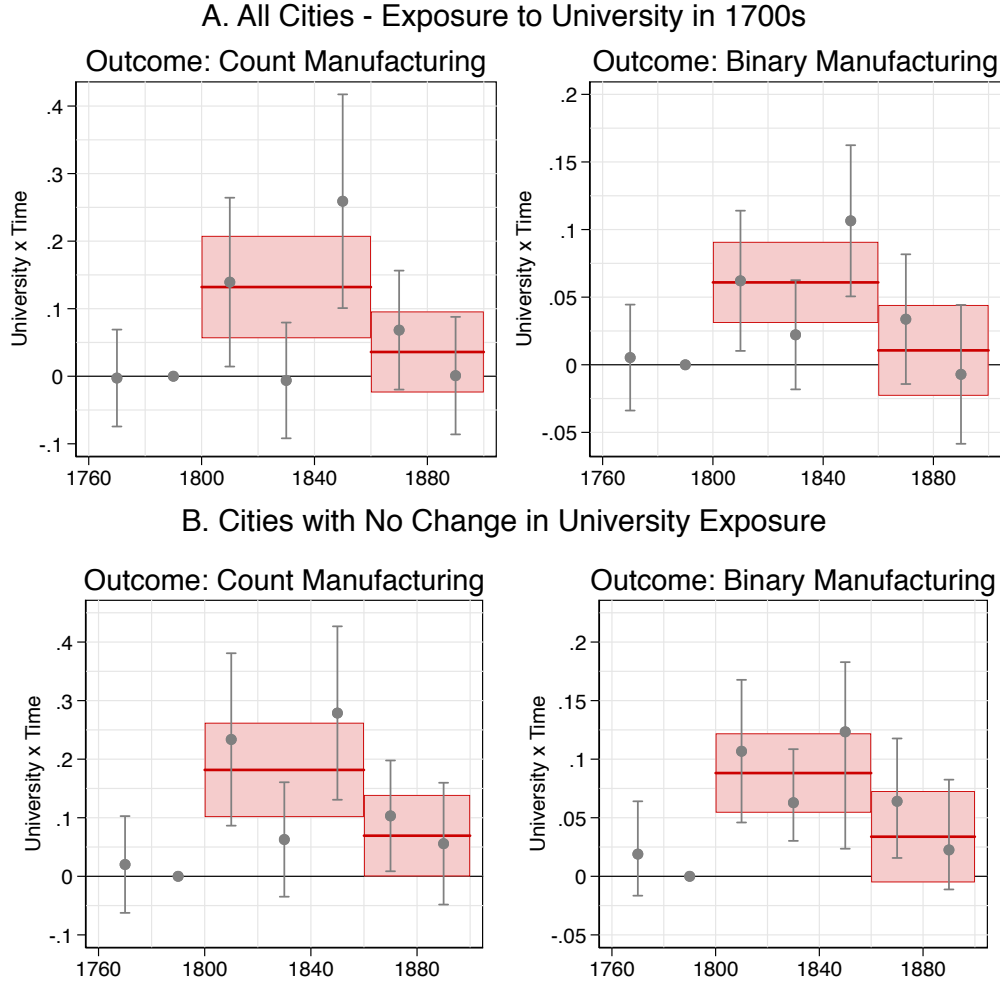 A. All Cities - Exposure to University in 1700s
Outcome: Count Manufacturing
University x Time
.4
.3
.2
.1
0
-.1
1760 1800 1840 1880
Outcome: Binary Manufacturing
University x Time
.2
.15
.1
.05
0
-.05
1760 1800 1840 1880
B. Cities with No Change in University Exposure
Outcome: Count Manufacturing
University x Time
.4
.3
.2
.1
0
-.1
1760 1800 1840 1880
Outcome: Binary Manufacturing
University x Time
.2
.15
.1
.05
0
-.05
1760 1800 1840 1880